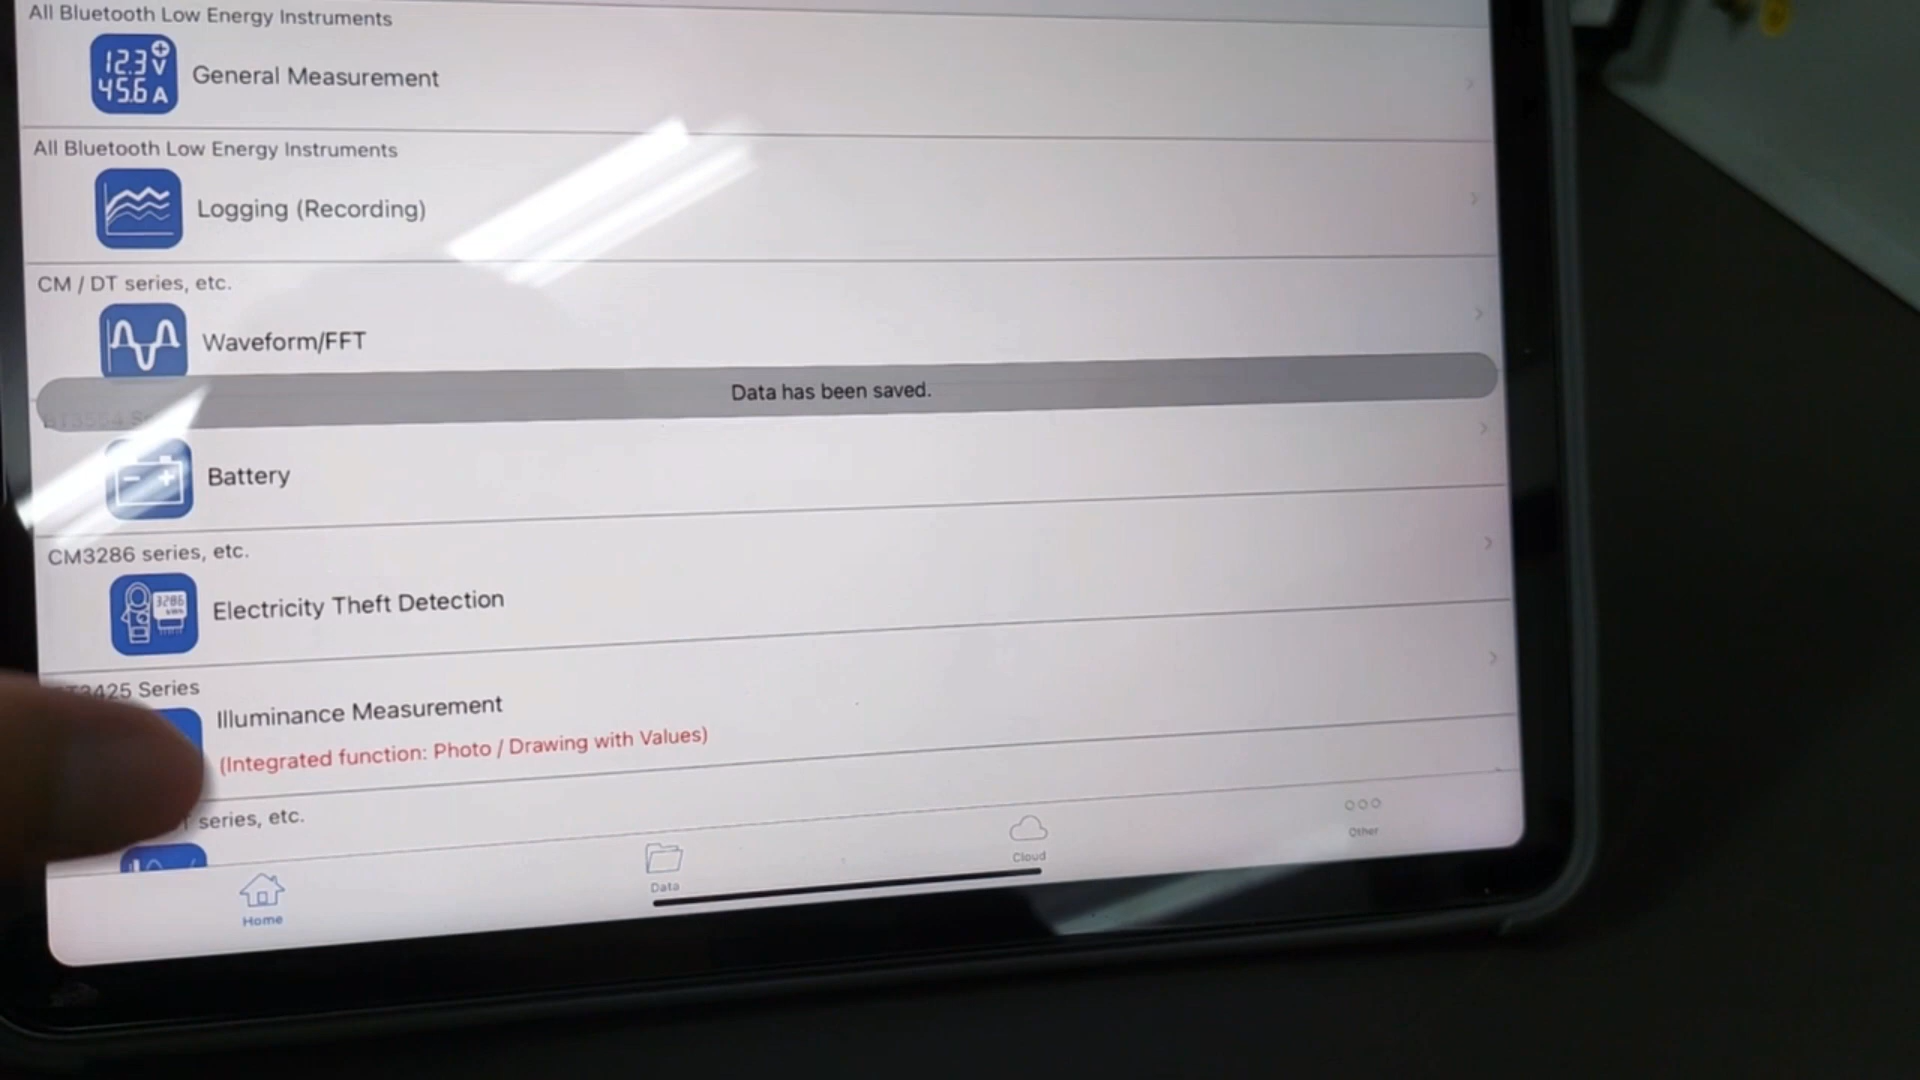 All Bluetooth Low Energy Instruments
12.3 V
45.6 A
General Measurement
All Bluetooth Low Energy Instruments
Logging (Recording)
CM / DT series, etc.
Waveform/FFT
Data has been saved.
Battery
CM3286 series, etc.
3286
Electricity Theft Detection
3425 Series
Illuminance Measurement
(Integrated function: Photo / Drawing with Values)
series, etc.
Home
Data
Cloud
Other